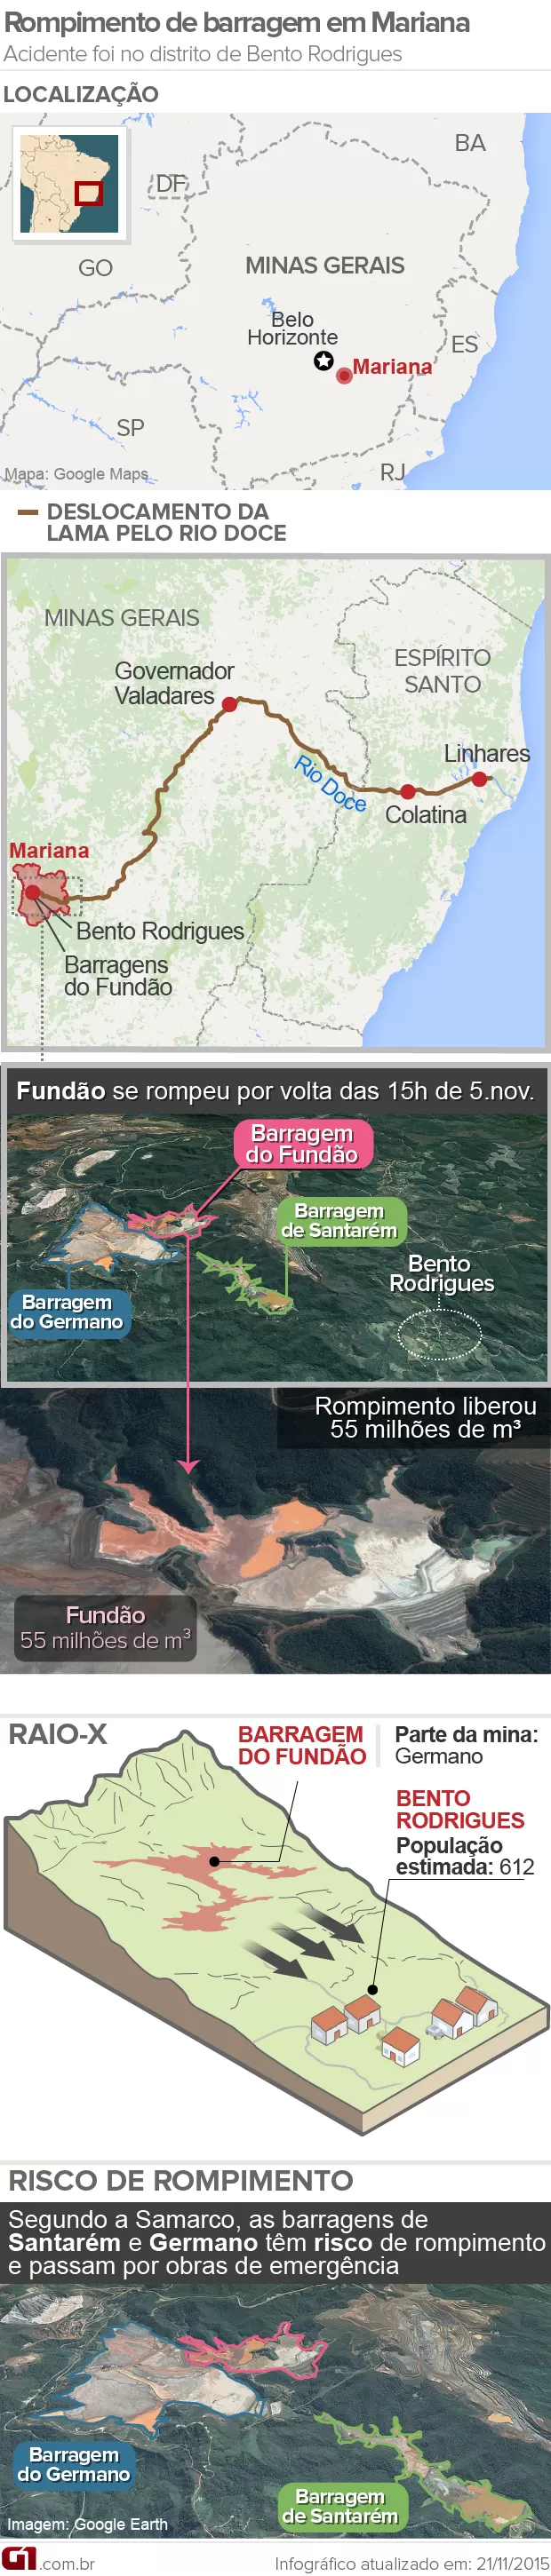 Rompimento de barragem em Mariana
Acidente foi no distrito de Bento Rodrigues
LOCALIZAÇÃO
BA
DF
GO
MINAS GERAIS
Belo
Horizonte
ES
Mariana
SP
RJ
Mapa: Google Maps
DESLOCAMENTO DA
LAMA PELO RIO DOCE
MINAS GERAIS
ESPÍRITO
SANTO
Governador
Valadares
Linhares
Rio Doce
Colatina
Mariana
Bento Rodrigues
Barragens
do Fundão
Fundão se rompeu por volta das 15h de 5.nov.
Barragem
do Fundão
Barragem
de Santarém
Bento
Rodrigues
Barragem
do Germano
Rompimento liberou
55 milhões de m³
Fundão
55 milhões de m³
RAIO-X
BARRAGEM
DO FUNDÃO
Parte da mina:
Germano
BENTO
RODRIGUES
População
estimada: 612
RISCO DE ROMPIMENTO
Segundo a Samarco, as barragens de
Santarém e Germano têm risco de rompimento
e passam por obras de emergência
Barragem
do Germano
Barragem
de Santarém
Imagem: Google Earth
G1.com.br
Infográfico atualizado em: 21/11/2015